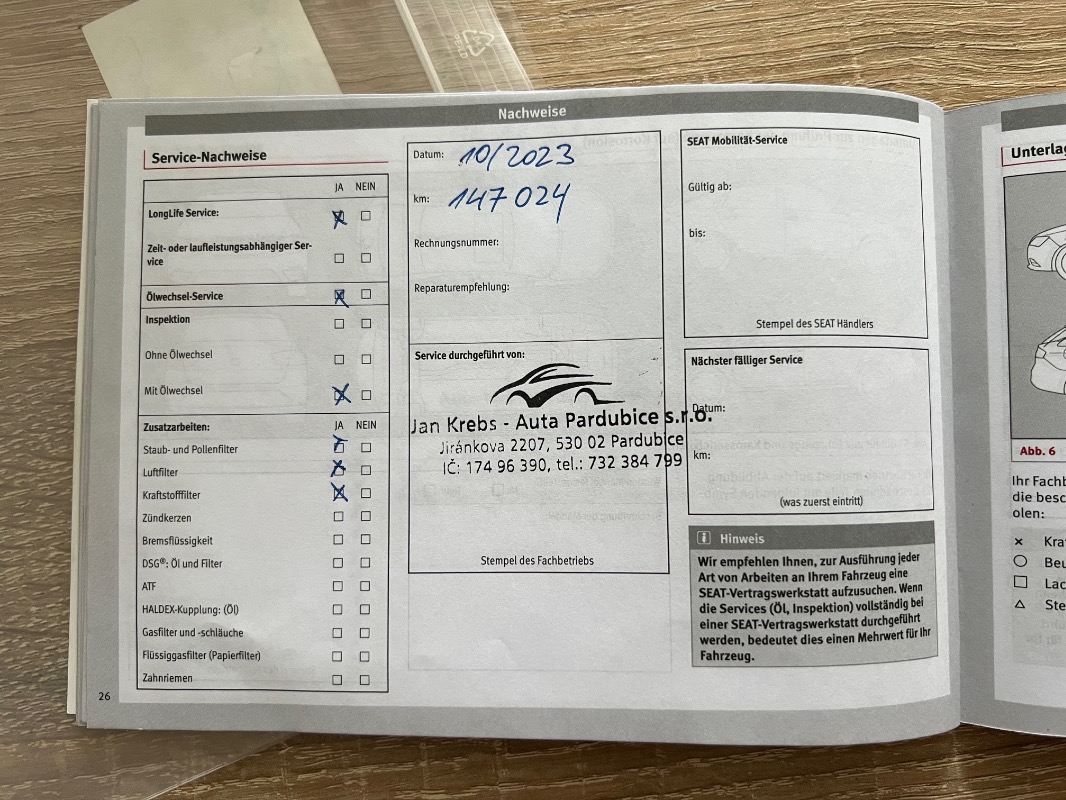 Nachweise
Service-Nachweise
JA NEIN
LongLife Service:
Zeit- oder laufleistungsabhängiger Ser-
vice
Ölwechsel-Service
Inspektion
Ohne Ölwechsel
Mit Ölwechsel
Zusatzarbeiten: JA NEIN
Staub- und Pollenfilter
Luftfilter
Kraftstofffilter
Zündkerzen
Bremsflüssigkeit
DSG®: Öl und Filter
ATF
HALDEX-Kupplung: (Öl)
Gasfilter und -schläuche
Flüssiggasfilter (Papierfilter)
Zahnriemen
26
Datum: 10/2023
km: 147 024
Rechnungsnummer:
Reparaturempfehlung:
Service durchgeführt von:
Jan Krebs - Auta Pardubice s.r.o.
Jiránkova 2207, 530 02 Pardubice
IČ: 174 96 390, tel.: 732 384 799
Stempel des Fachbetriebs
SEAT Mobilität-Service
Gültig ab:
bis:
Stempel des SEAT Händlers
Nächster fälliger Service
Datum:
km:
(was zuerst eintritt)
Hinweis
Wir empfehlen Ihnen, zur Ausführung jeder
Art von Arbeiten an Ihrem Fahrzeug eine
SEAT-Vertragswerkstatt aufzusuchen. Wenn
die Services (Öl, Inspektion) vollständig bei
einer SEAT-Vertragswerkstatt durchgeführt
werden, bedeutet dies einen Mehrwert für Ihr
Fahrzeug.
Unterlag
Abb. 6
Ihr Fachb
die besc
olen:
Kra
Beu
Lac
Ste